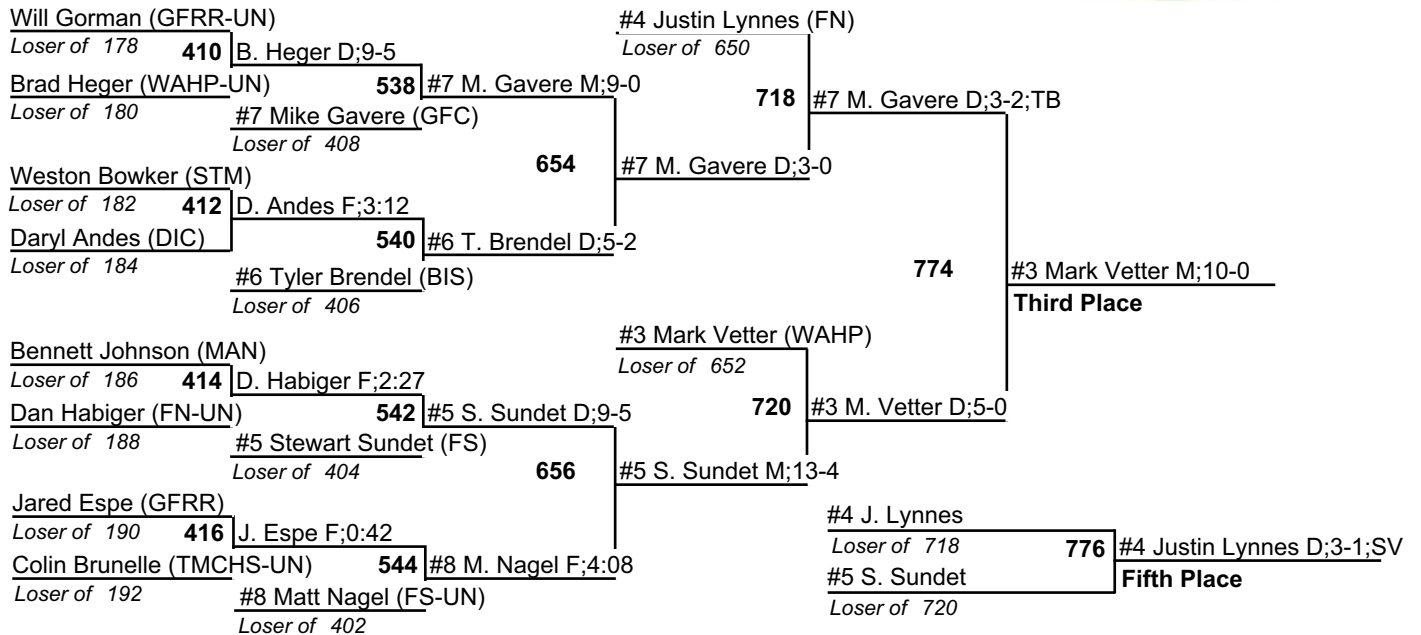 Will Gorman (GFRR-UN)
Loser of 178
410
B. Heger D;9-5
Brad Heger (WAHP-UN)
Loser of 180
538
#7 M. Gavere M;9-0
#7 Mike Gavere (GFC)
Loser of 408
Weston Bowker (STM)
Loser of 182
412
D. Andes F;3:12
Daryl Andes (DIC)
Loser of 184
540
#6 T. Brendel D;5-2
#6 Tyler Brendel (BIS)
Loser of 406
654
#7 M. Gavere D;3-0
#4 Justin Lynnes (FN)
Loser of 650
718
#7 M. Gavere D;3-2;TB
Bennett Johnson (MAN)
Loser of 186
414
D. Habiger F;2:27
Dan Habiger (FN-UN)
Loser of 188
542
#5 S. Sundet D;9-5
#5 Stewart Sundet (FS)
Loser of 404
Jared Espe (GFRR)
Loser of 190
416
J. Espe F;0:42
Colin Brunelle (TMCHS-UN)
Loser of 192
544
#8 M. Nagel F;4:08
#8 Matt Nagel (FS-UN)
Loser of 402
656
#5 S. Sundet M;13-4
#3 Mark Vetter (WAHP)
Loser of 652
720
#3 M. Vetter D;5-0
774
#3 Mark Vetter M;10-0
Third Place
#4 J. Lynnes
Loser of 718
776
#4 Justin Lynnes D;3-1;SV
#5 S. Sundet
Fifth Place
Loser of 720